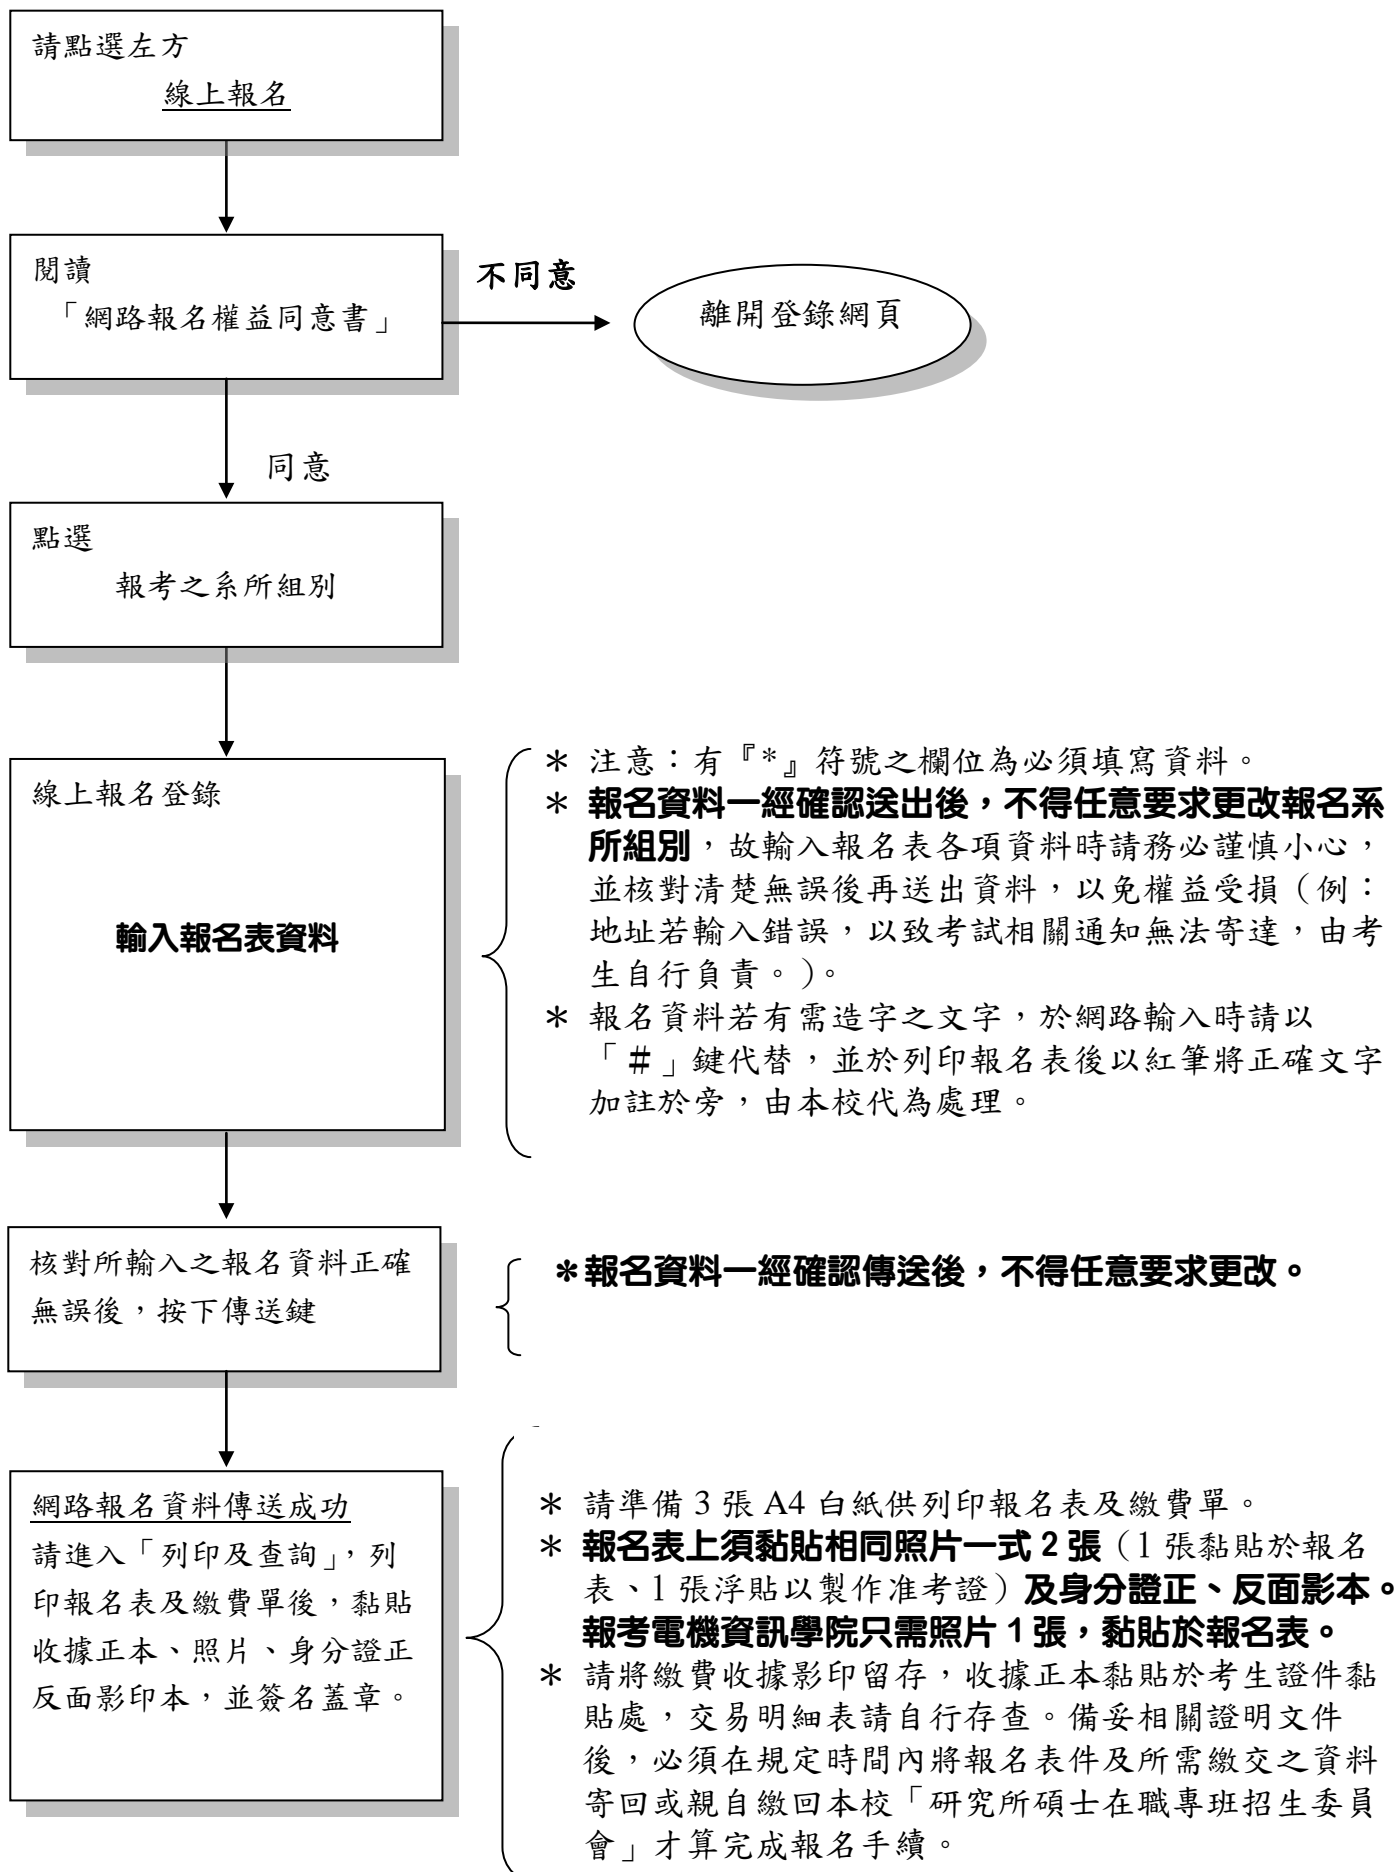 請點選左方
線上報名
閱讀
「網路報名權益同意書」
不同意
離開登錄網頁
同意
點選
報考之系所組別
線上報名登錄
輸入報名表資料
＊ 注意：有『*』符號之欄位為必須填寫資料。
＊ 報名資料一經確認送出後，不得任意要求更改報名系
所組別，故輸入報名表各項資料時請務必謹慎小心，
並核對清楚無誤後再送出資料，以免權益受損（例：
地址若輸入錯誤，以致考試相關通知無法寄達，由考
生自行負責。）。
＊ 報名資料若有需造字之文字，於網路輸入時請以
「＃」鍵代替，並於列印報名表後以紅筆將正確文字
加註於旁，由本校代為處理。
核對所輸入之報名資料正確
無誤後，按下傳送鍵
＊報名資料一經確認傳送後，不得任意要求更改。
網路報名資料傳送成功
請進入「列印及查詢」，列
印報名表及繳費單後，黏貼
收據正本、照片、身分證正
反面影印本，並簽名蓋章。
＊ 請準備 3 張 A4 白紙供列印報名表及繳費單。
＊ 報名表上須黏貼相同照片一式 2 張（1 張黏貼於報名
表、1 張浮貼以製作准考證）及身分證正、反面影本。
報考電機資訊學院只需照片 1 張，黏貼於報名表。
＊ 請將繳費收據影印留存，收據正本黏貼於考生證件黏
貼處，交易明細表請自行存查。備妥相關證明文件
後，必須在規定時間內將報名表件及所需繳交之資料
寄回或親自繳回本校「研究所碩士在職專班招生委員
會」才算完成報名手續。